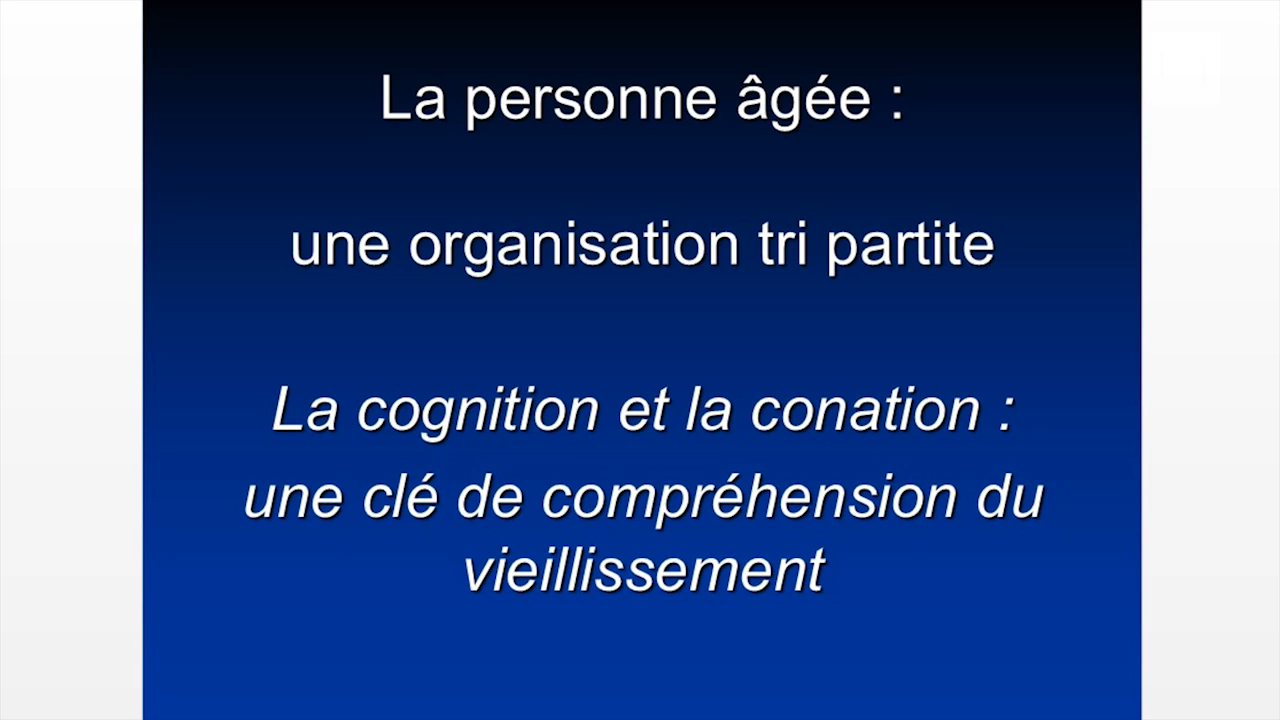 La personne âgée :
une organisation tri partite
La cognition et la conation :
une clé de compréhension du
vieillissement